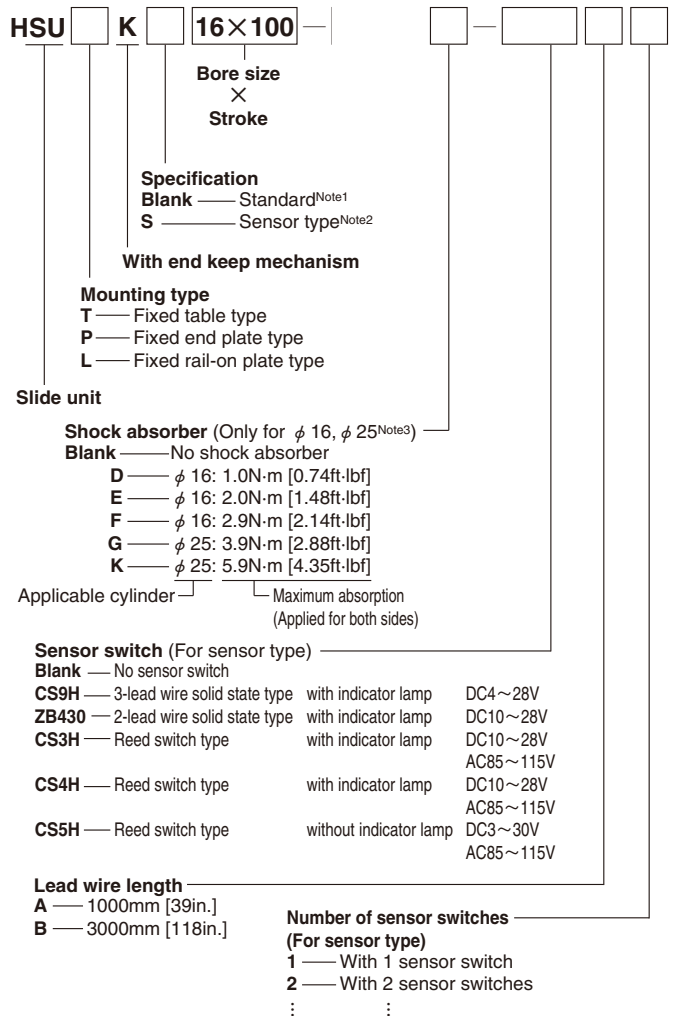 HSU K 16×100 — —
Bore size
×
Stroke
Specification
Blank — Standard Note1
S — Sensor type Note2
With end keep mechanism
Mounting type
T — Fixed table type
P — Fixed end plate type
L — Fixed rail-on plate type
Slide unit
Shock absorber (Only for φ 16, φ 25 Note3)
Blank — No shock absorber
D — φ 16: 1.0N·m [0.74ft·lbf]
E — φ 16: 2.0N·m [1.48ft·lbf]
F — φ 16: 2.9N·m [2.14ft·lbf]
G — φ 25: 3.9N·m [2.88ft·lbf]
K — φ 25: 5.9N·m [4.35ft·lbf]
Applicable cylinder Maximum absorption
(Applied for both sides)
Sensor switch (For sensor type)
Blank — No sensor switch
CS9H — 3-lead wire solid state type with indicator lamp DC4～28V
ZB430 — 2-lead wire solid state type with indicator lamp DC10～28V
CS3H — Reed switch type with indicator lamp DC10～28V
AC85～115V
CS4H — Reed switch type with indicator lamp DC10～28V
AC85～115V
CS5H — Reed switch type without indicator lamp DC3～30V
AC85～115V
Lead wire length
A — 1000mm [39in.]
B — 3000mm [118in.]
Number of sensor switches
(For sensor type)
1 — With 1 sensor switch
2 — With 2 sensor switches
⋮ ⋮